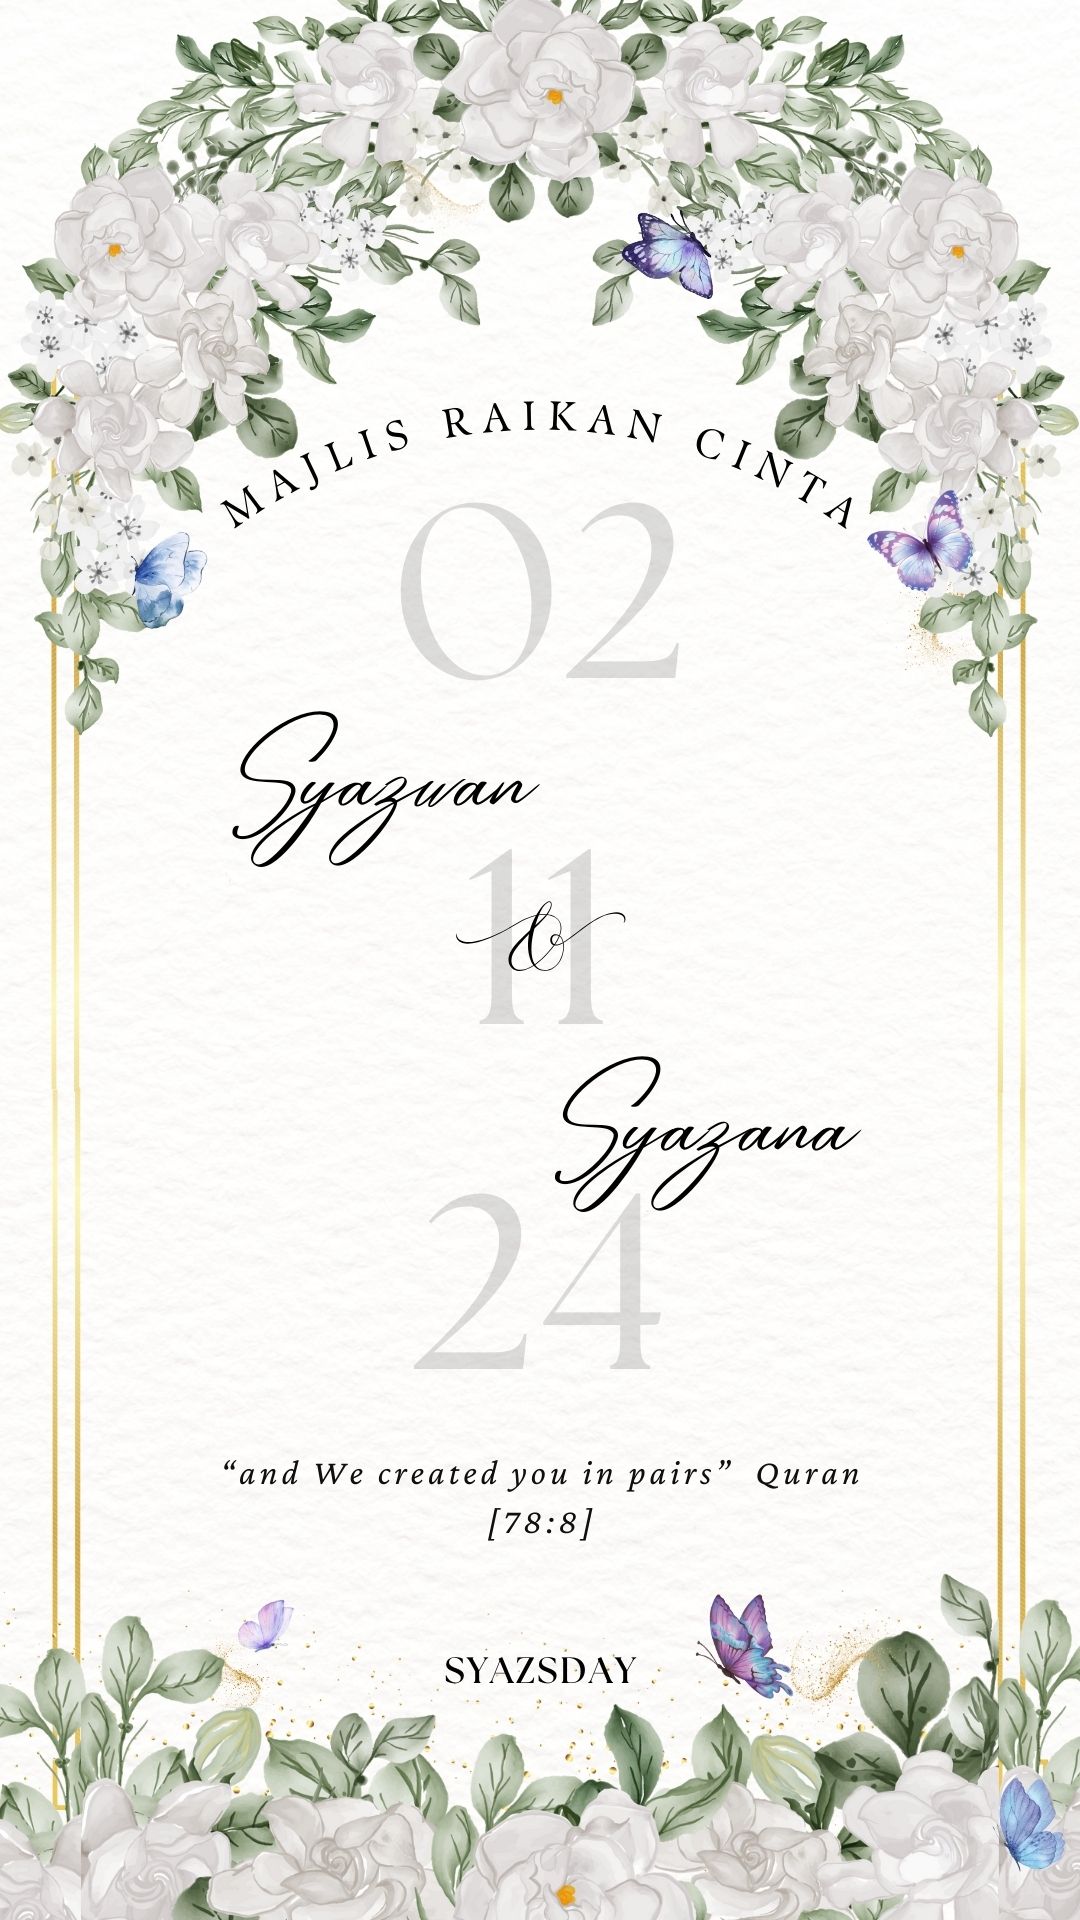 MAJLIS RAIKAN CINTA
02
Syazwan
11
&
Syazana
24
“and We created you in pairs”  Quran
[78:8]
SYAZSDAY